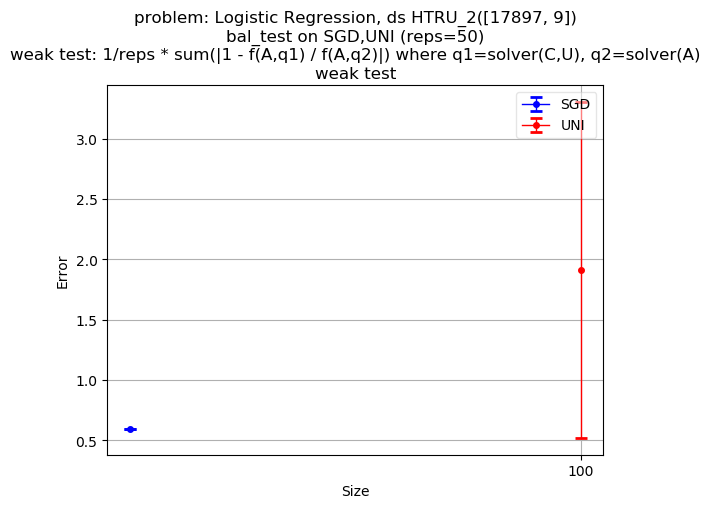 problem: Logistic Regression, ds HTRU_2([17897, 9])
bal_test on SGD,UNI (reps=50)
weak test: 1/reps * sum(|1 - f(A,q1) / f(A,q2)|) where q1=solver(C,U), q2=solver(A)
weak test
SGD
UNI
3.0
2.5
2.0
1.5
1.0
0.5
Error
100
Size